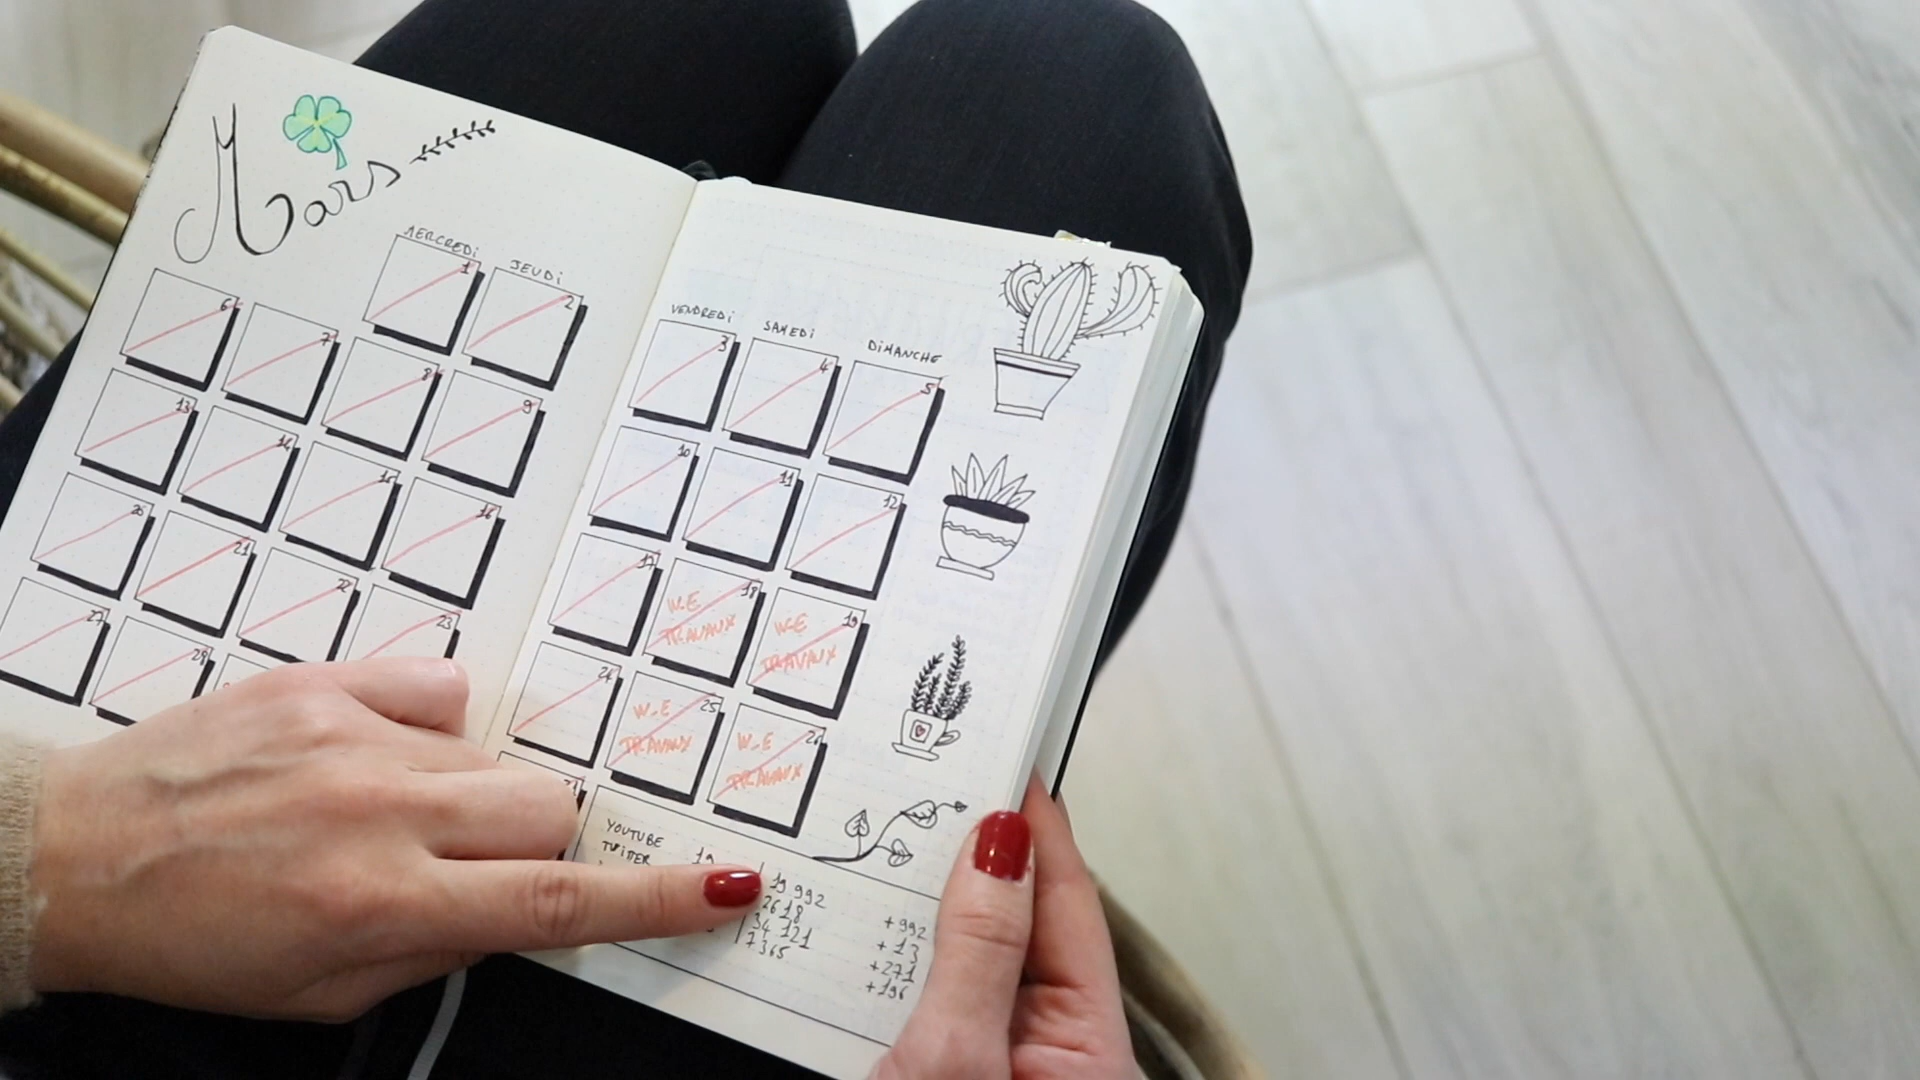 Mars
MERCREDi
JEUDi
1
2
6
7
8
9
13
14
15
16
20
21
22
23
27
28
VENDREDi
SAMEDi
DiMANCHE
3
4
5
10
11
12
17
18
W.E
TRAVAUX
19
W.E
TRAVAUX
24
25
W.E
TRAVAUX
26
W.E
TRAVAUX
31
YOUTUBE
TWITTER
19 992
+992
2618
+13
34 121
+271
7365
+196